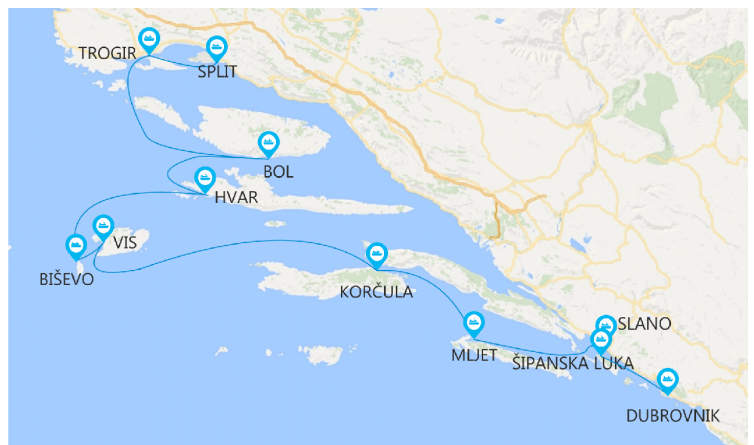 TROGIR
SPLIT
BOL
HVAR
VIS
BIŠEVO
KORČULA
SLANO
MLJET
ŠIPANSKA LUKA
DUBROVNIK